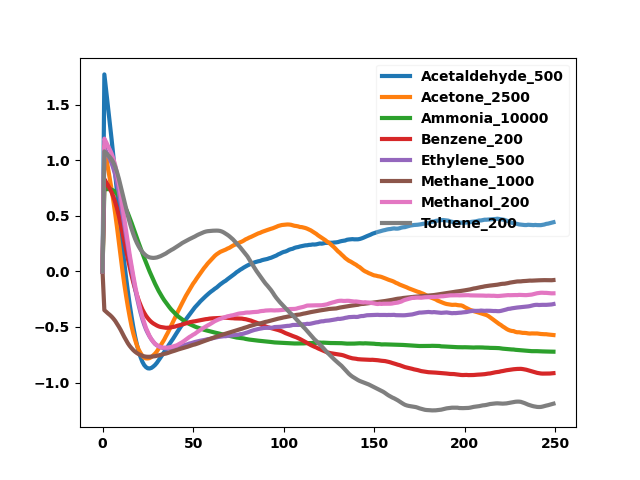 1.5
1.0
0.5
0.0
−0.5
−1.0
0
50
100
150
200
250
Acetaldehyde_500
Acetone_2500
Ammonia_10000
Benzene_200
Ethylene_500
Methane_1000
Methanol_200
Toluene_200